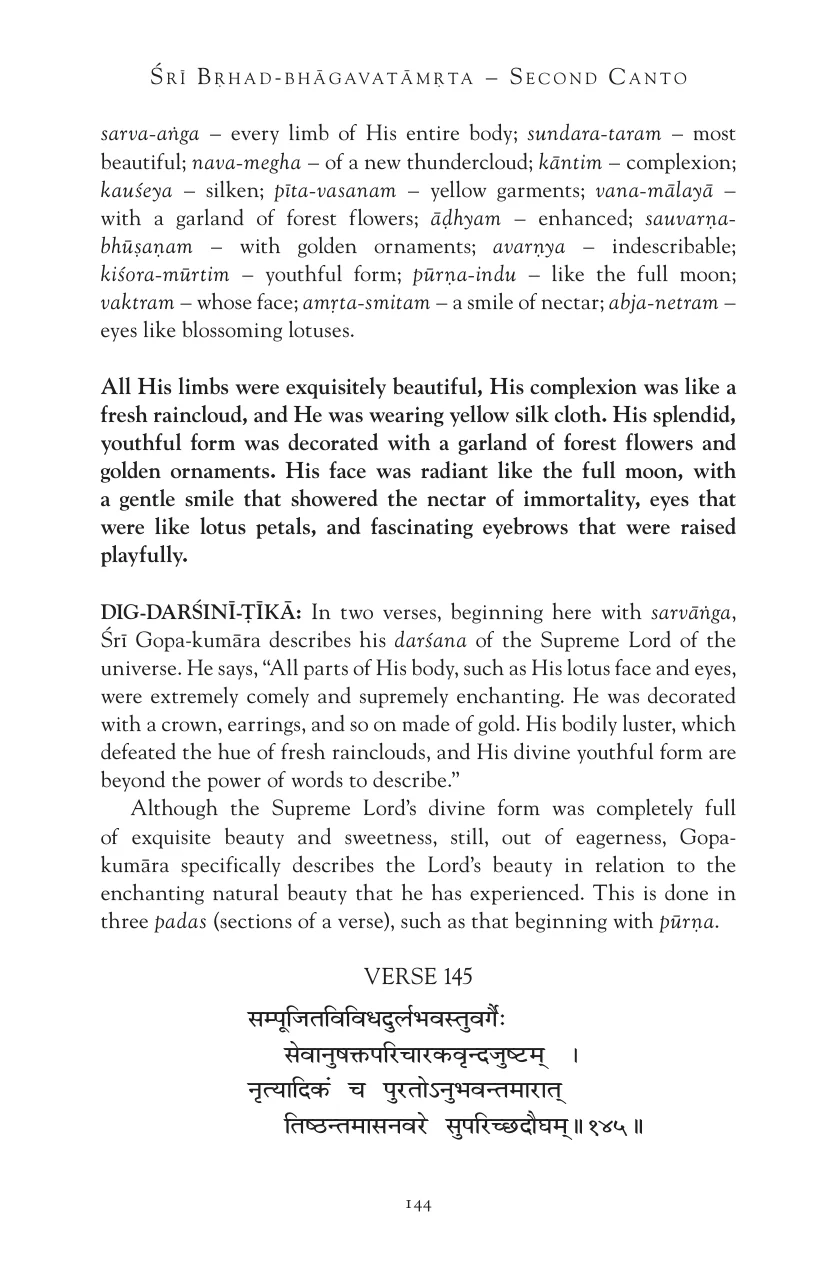 Śrī Bṛhad-bhāgavatāmṛta – Second Canto
sarva-aṅga – every limb of His entire body; sundara-taram – most
beautiful; nava-megha – of a new thundercloud; kāntim – complexion;
kauśeya – silken; pīta-vasanam – yellow garments; vana-mālayā –
with a garland of forest flowers; āḍhyam – enhanced; sauvarṇa-
bhūṣaṇam – with golden ornaments; avarṇya – indescribable;
kiśora-mūrtim – youthful form; pūrṇa-indu – like the full moon;
vaktram – whose face; amṛta-smitam – a smile of nectar; abja-netram –
eyes like blossoming lotuses.
All His limbs were exquisitely beautiful, His complexion was like a
fresh raincloud, and He was wearing yellow silk cloth. His splendid,
youthful form was decorated with a garland of forest flowers and
golden ornaments. His face was radiant like the full moon, with
a gentle smile that showered the nectar of immortality, eyes that
were like lotus petals, and fascinating eyebrows that were raised
playfully.
DIG-DARŚINĪ-ṬĪKĀ: In two verses, beginning here with sarvāṅga,
Śrī Gopa-kumāra describes his darśana of the Supreme Lord of the
universe. He says, “All parts of His body, such as His lotus face and eyes,
were extremely comely and supremely enchanting. He was decorated
with a crown, earrings, and so on made of gold. His bodily luster, which
defeated the hue of fresh rainclouds, and His divine youthful form are
beyond the power of words to describe.”
Although the Supreme Lord’s divine form was completely full
of exquisite beauty and sweetness, still, out of eagerness, Gopa-
kumāra specifically describes the Lord’s beauty in relation to the
enchanting natural beauty that he has experienced. This is done in
three padas (sections of a verse), such as that beginning with pūrṇa.
VERSE 145
सम्पूजितविविधदुर्लभवस्तुवर्गैः
सेवानुषक्तपरिचारकवृन्दजुष्टम् ।
नृत्यादिकं च पुरतोऽनुभवन्तमारात्
तिष्ठन्तमासनवरे सुपरिच्छदौघम् ॥ १४५ ॥
144